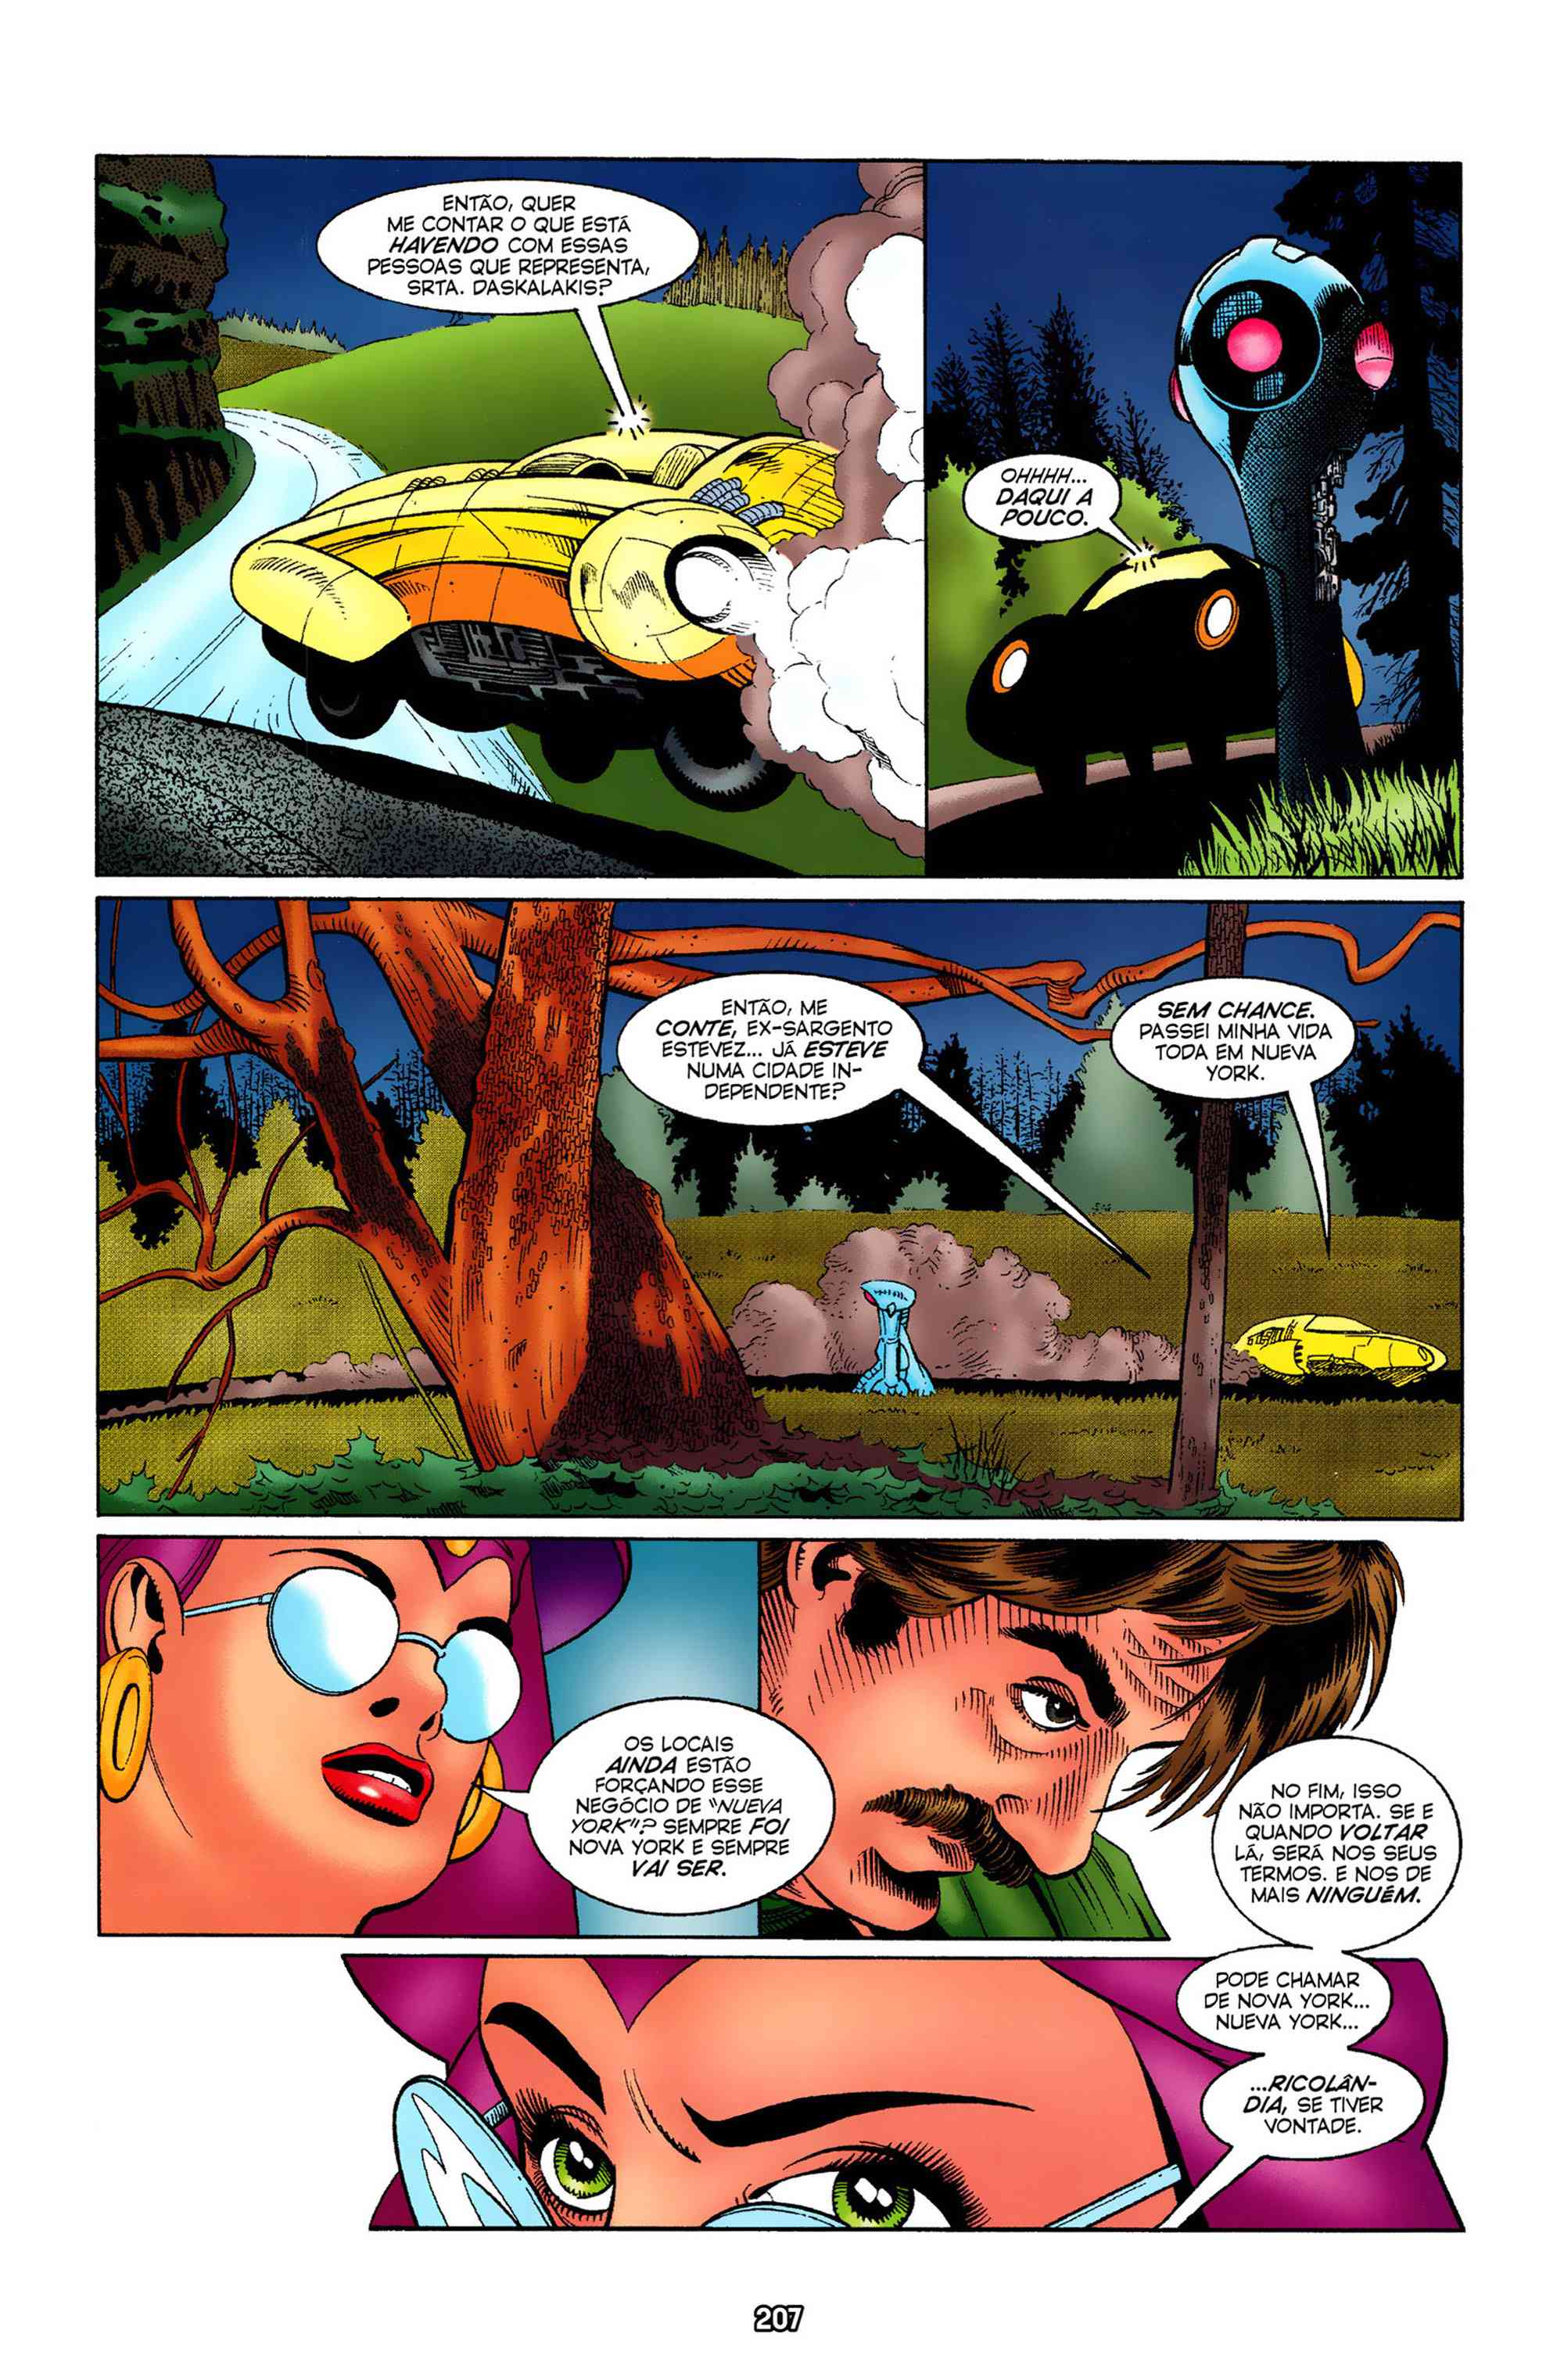 ENTÃO, QUER
ME CONTAR O QUE ESTÁ
HAVENDO COM ESSAS
PESSOAS QUE REPRESENTA,
SRTA. DASKALAKIS?
OHHHH...
DAQUI A
POUCO.
ENTÃO, ME
CONTE, EX-SARGENTO
ESTEVEZ... JÁ ESTEVE
NUMA CIDADE IN-
DEPENDENTE?
SEM CHANCE.
PASSEI MINHA VIDA
TODA EM NUEVA
YORK.
OS LOCAIS
AINDA ESTÃO
FORÇANDO ESSE
NEGÓCIO DE "NUEVA
YORK"? SEMPRE FOI
NOVA YORK E SEMPRE
VAI SER.
NO FIM, ISSO
NÃO IMPORTA. SE E
QUANDO VOLTAR
LÁ, SERÁ NOS SEUS
TERMOS. E NOS DE
MAIS NINGUÉM.
PODE CHAMAR
DE NOVA YORK...
NUEVA YORK...
...RICOLÂN-
DIA, SE TIVER
VONTADE.
207